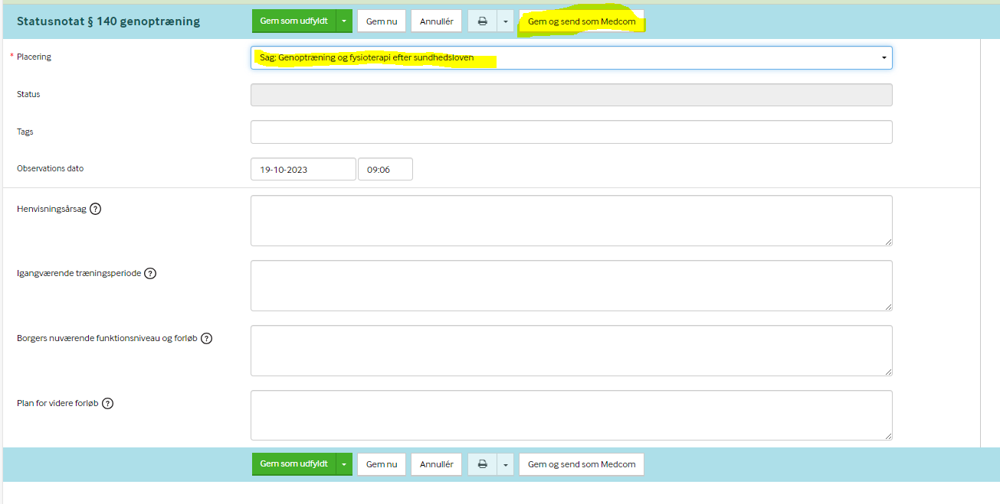 Statusnotat § 140 genoptræning Gem som udfyldt Gem nu Annullér Gem og send som Medcom
* Placering Sag: Genoptræning og fysioterapi efter sundhedsloven
Status
Tags
Observations dato 19-10-2023 09:06
Henvisningsårsag ?
Igangværende træningsperiode ?
Borgers nuværende funktionsniveau og forløb ?
Plan for videre forløb ?
Gem som udfyldt Gem nu Annullér Gem og send som Medcom